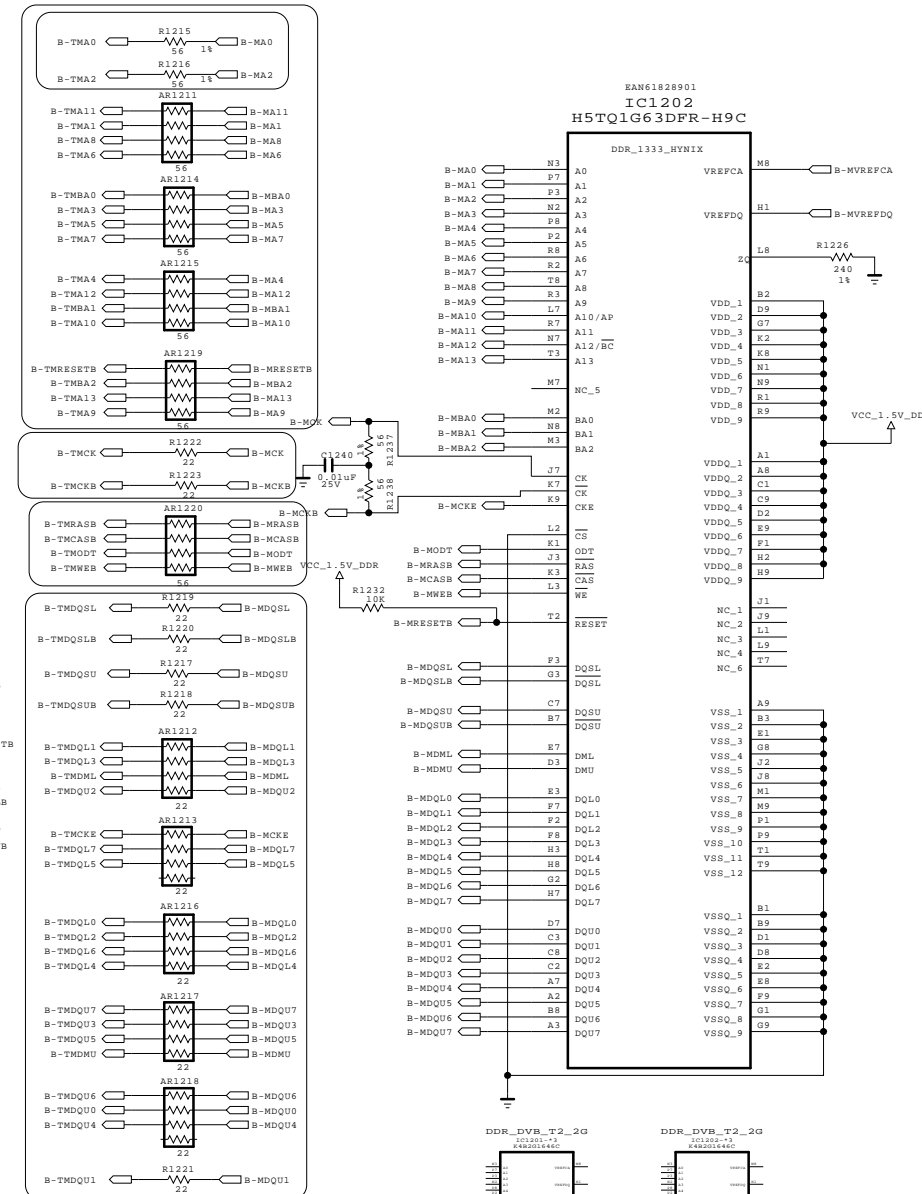 B-TMA0 R1215 56 1% B-MA0
B-TMA2 R1216 56 1% B-MA2
AR1211
B-TMA11 B-MA11
B-TMA1 B-MA1
B-TMA8 B-MA8
B-TMA6 B-MA6
56
AR1214
B-TMBA0 B-MBA0
B-TMA3 B-MA3
B-TMA5 B-MA5
B-TMA7 B-MA7
56
AR1215
B-TMA4 B-MA4
B-TMA12 B-MA12
B-TMBA1 B-MBA1
B-TMA10 B-MA10
56
AR1219
B-TMRESETB B-MRESETB
B-TMBA2 B-MBA2
B-TMA13 B-MA13
B-TMA9 B-MA9
56
B-TMCK R1222 22 B-MCK
B-TMCKB R1223 22 B-MCKB
AR1220
B-TMRASB B-MRASB
B-TMCASB B-MCASB
B-TMODT B-MODT
B-TMWEB B-MWEB
56
B-TMDQSL R1219 22 B-MDQSL
B-TMDQSLB R1220 22 B-MDQSLB
B-TMDQSU R1217 22 B-MDQSU
B-TMDQSUB R1218 22 B-MDQSUB
AR1212
B-TMDQL1 B-MDQL1
B-TMDQL3 B-MDQL3
B-TMDML B-MDML
B-TMDQU2 B-MDQU2
22
AR1213
B-TMCKE B-MCKE
B-TMDQL7 B-MDQL7
B-TMDQL5 B-MDQL5
22
AR1216
B-TMDQL0 B-MDQL0
B-TMDQL2 B-MDQL2
B-TMDQL6 B-MDQL6
B-TMDQL4 B-MDQL4
22
AR1217
B-TMDQU7 B-MDQU7
B-TMDQU3 B-MDQU3
B-TMDQU5 B-MDQU5
B-TMDMU B-MDMU
22
AR1218
B-TMDQU6 B-MDQU6
B-TMDQU0 B-MDQU0
B-TMDQU4 B-MDQU4
22
B-TMDQU1 R1221 22 B-MDQU1
TB
B
EAN61828901
IC1202
H5TQ1G63DFR-H9C
DDR_1333_HYNIX
B-MA0 N3 A0
B-MA1 P7 A1
B-MA2 P3 A2
B-MA3 N2 A3
B-MA4 P8 A4
B-MA5 P2 A5
B-MA6 R8 A6
B-MA7 R2 A7
B-MA8 T8 A8
B-MA9 R3 A9
B-MA10 L7 A10/AP
B-MA11 R7 A11
B-MA12 N7 A12/BC
B-MA13 T3 A13
M7 NC_5
B-MBA0 M2 BA0
B-MBA1 N8 BA1
B-MBA2 M3 BA2
B-MCK
1% 56 R1237
C1240
0.01uF
25V
1% 56 R1238
B-MCKB
J7 CK
K7 CK
B-MCKE K9 CKE
L2 CS
B-MODT K1 ODT
B-MRASB J3 RAS
B-MCASB K3 CAS
B-MWEB L3 WE
VCC_1.5V_DDR
R1232
10K
B-MRESETB T2 RESET
B-MDQSL F3 DQSL
B-MDQSLB G3 DQSL
B-MDQSU C7 DQSU
B-MDQSUB B7 DQSU
B-MDML E7 DML
B-MDMU D3 DMU
B-MDQL0 E3 DQL0
B-MDQL1 F7 DQL1
B-MDQL2 F2 DQL2
B-MDQL3 F8 DQL3
B-MDQL4 H3 DQL4
B-MDQL5 H8 DQL5
B-MDQL6 G2 DQL6
B-MDQL7 H7 DQL7
B-MDQU0 D7 DQU0
B-MDQU1 C3 DQU1
B-MDQU2 C8 DQU2
B-MDQU3 C2 DQU3
B-MDQU4 A7 DQU4
B-MDQU5 A2 DQU5
B-MDQU6 B8 DQU6
B-MDQU7 A3 DQU7
VREFCA M8 B-MVREFCA
VREFDQ H1 B-MVREFDQ
ZQ L8 R1226
240
1%
VDD_1 B2
VDD_2 D9
VDD_3 G7
VDD_4 K2
VDD_5 K8
VDD_6 N1
VDD_7 N9
VDD_8 R1
VDD_9 R9
VCC_1.5V_DD
VDDQ_1 A1
VDDQ_2 A8
VDDQ_3 C1
VDDQ_4 C9
VDDQ_5 D2
VDDQ_6 E9
VDDQ_7 F1
VDDQ_8 H2
VDDQ_9 H9
NC_1 J1
NC_2 J9
NC_3 L1
NC_4 L9
NC_6 T7
VSS_1 A9
VSS_2 B3
VSS_3 E1
VSS_4 G8
VSS_5 J2
VSS_6 J8
VSS_7 M1
VSS_8 M9
VSS_9 P1
VSS_10 P9
VSS_11 T1
VSS_12 T9
VSSQ_1 B1
VSSQ_2 B9
VSSQ_3 D1
VSSQ_4 D8
VSSQ_5 E2
VSSQ_6 E8
VSSQ_7 F9
VSSQ_8 G1
VSSQ_9 G9
DDR_DVB_T2_2G
IC1201-*3
K4B2G1646C
DDR_DVB_T2_2G
IC1202-*3
K4B2G1646C